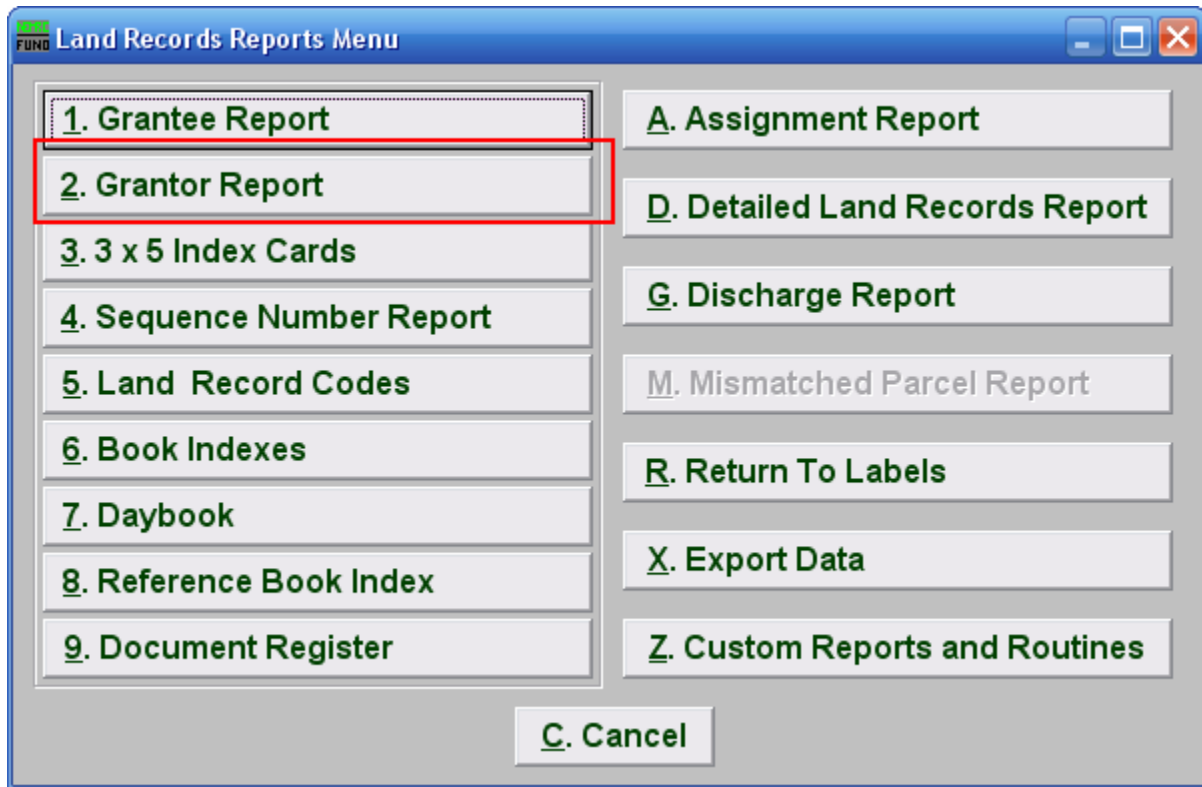 NEMRC
FUND Land Records Reports Menu
1. Grantee Report
2. Grantor Report
3. 3 x 5 Index Cards
4. Sequence Number Report
5. Land Record Codes
6. Book Indexes
7. Daybook
8. Reference Book Index
9. Document Register
A. Assignment Report
D. Detailed Land Records Report
G. Discharge Report
M. Mismatched Parcel Report
R. Return To Labels
X. Export Data
Z. Custom Reports and Routines
C. Cancel